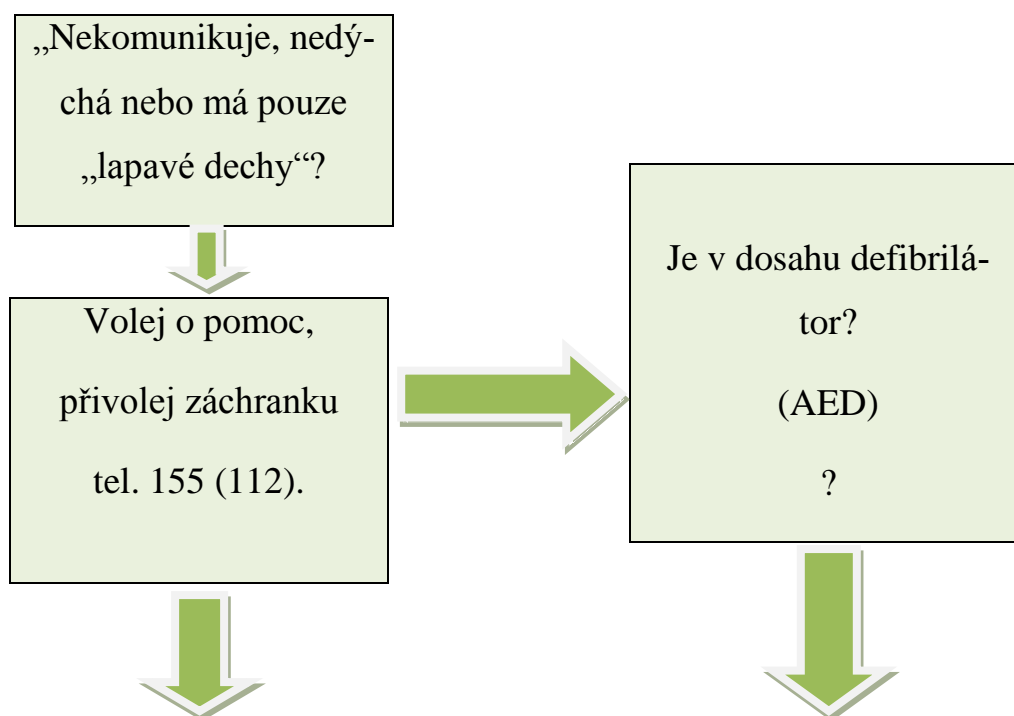 „Nekomunikuje, nedý-
chá nebo má pouze
„lapavé dechy“?
Volej o pomoc,
přivolej záchranku
tel. 155 (112).
Je v dosahu defibrilá-
tor?
(AED)
?